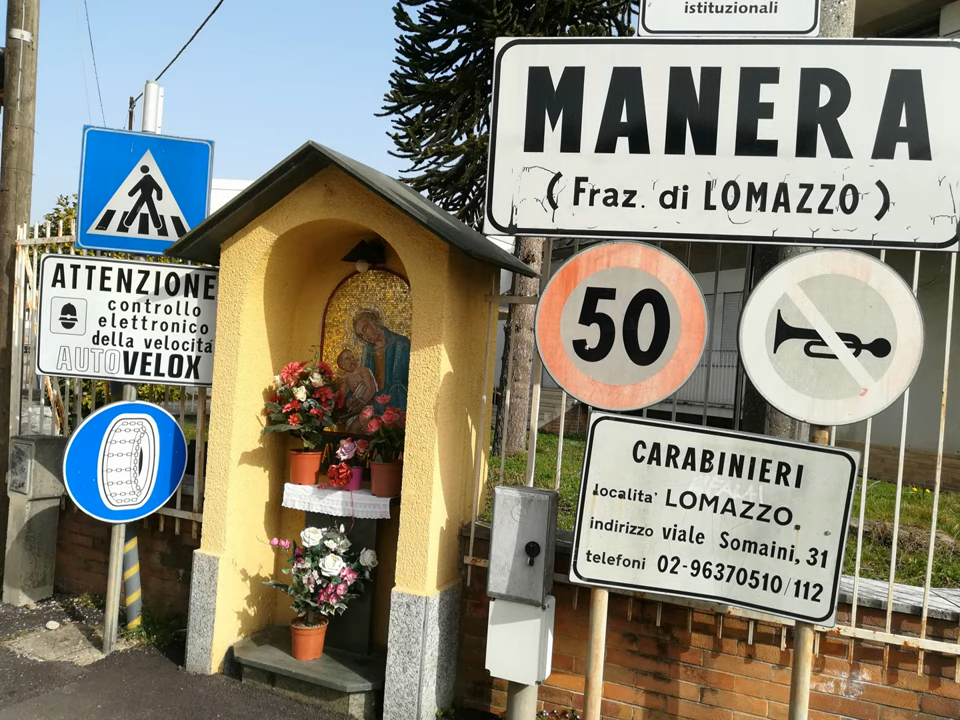 istituzionali
MANERA
(Fraz. di LOMAZZO)
ATTENZIONE
controllo
elettronico
della velocità
AUTOVELOX
50
CARABINIERI
localita' LOMAZZO
indirizzo viale Somaini, 31
telefoni 02-96370510/112